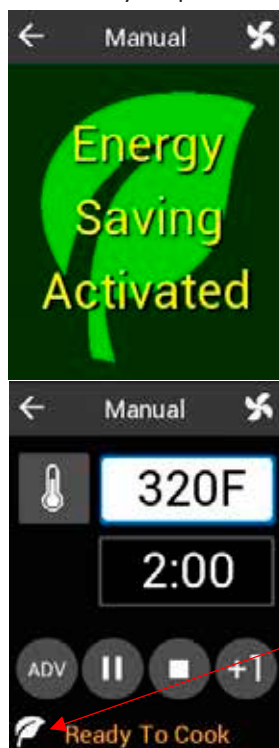 Manual
Energy
Saving
Activated
Manual
320F
2:00
ADV +1
Ready To Cook